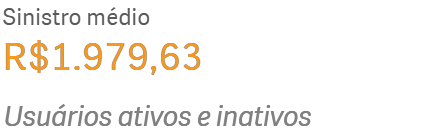 Sinistro médio
R$1.979,63
Usuários ativos e inativos